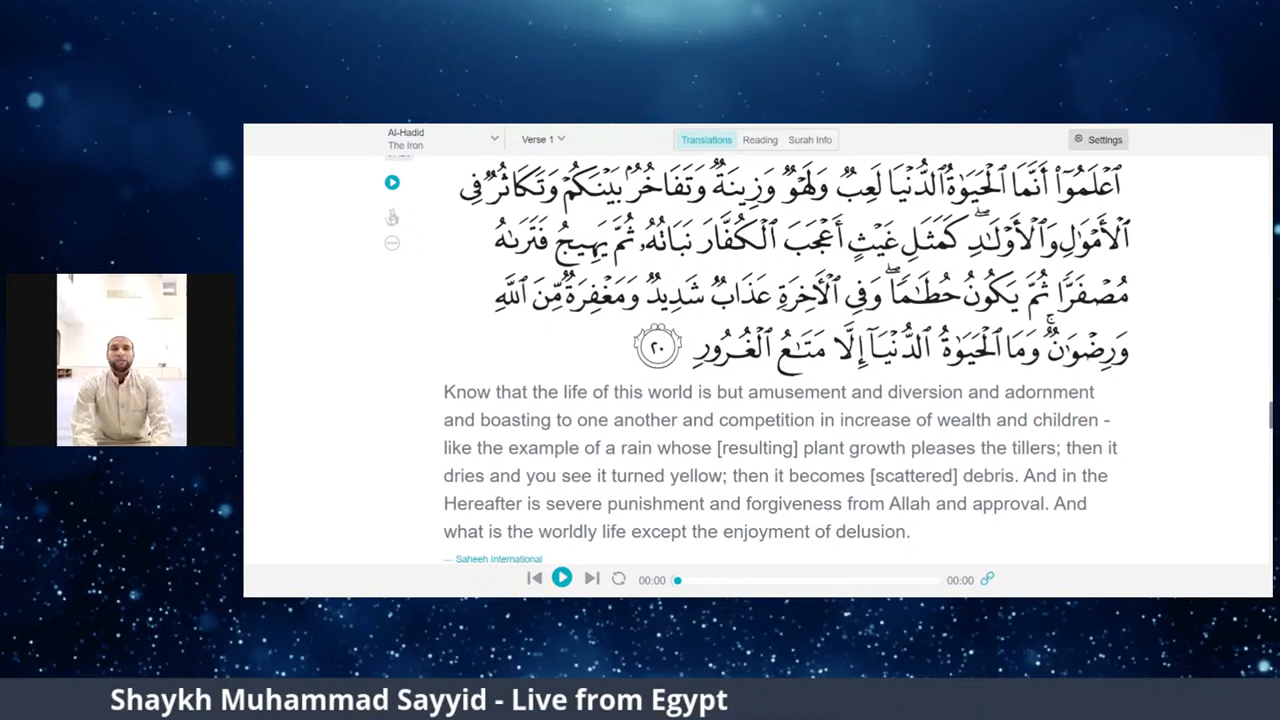 Al-Hadid
The Iron
Verse 1
Translations
Reading
Surah Info
Settings
ٱعْلَمُوٓا۟ أَنَّمَا ٱلْحَيَوٰةُ ٱلدُّنْيَا لَعِبٌ وَلَهْوٌ وَزِينَةٌ وَتَفَاخُرٌۢ بَيْنَكُمْ وَتَكَاثُرٌ فِى
ٱلْأَمْوَٰلِ وَٱلْأَوْلَـٰدِ ۖ كَمَثَلِ غَيْثٍ أَعْجَبَ ٱلْكُفَّارَ نَبَاتُهُۥ ثُمَّ يَهِيجُ فَتَرَىٰهُ
مُصْفَرًّا ثُمَّ يَكُونُ حُطَـٰمًا ۖ وَفِى ٱلْـَٔاخِرَةِ عَذَابٌ شَدِيدٌ وَمَغْفِرَةٌ مِّنَ ٱللَّهِ
وَرِضْوَٰنٌ ۚ وَمَا ٱلْحَيَوٰةُ ٱلدُّنْيَآ إِلَّا مَتَـٰعُ ٱلْغُرُورِ ٢٠
Know that the life of this world is but amusement and diversion and adornment
and boasting to one another and competition in increase of wealth and children -
like the example of a rain whose [resulting] plant growth pleases the tillers; then it
dries and you see it turned yellow; then it becomes [scattered] debris. And in the
Hereafter is severe punishment and forgiveness from Allah and approval. And
what is the worldly life except the enjoyment of delusion.
— Saheeh International
00:00
00:00
Shaykh Muhammad Sayyid - Live from Egypt